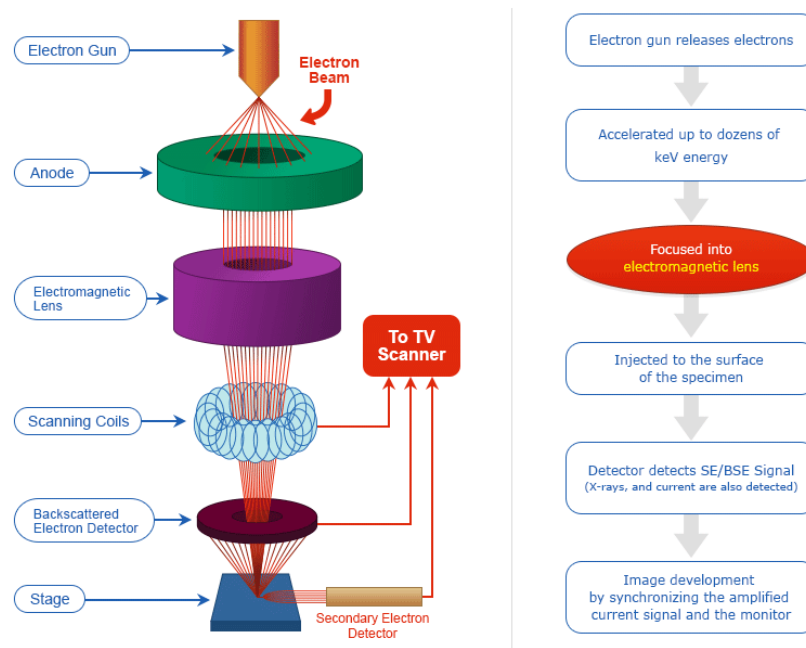 Electron Gun
Electron
Beam
Anode
Electromagnetic
Lens
To TV
Scanner
Scanning Coils
Backscattered
Electron Detector
Stage
Secondary Electron
Detector
Electron gun releases electrons
Accelerated up to dozens of
keV energy
Focused into
electromagnetic lens
Injected to the surface
of the specimen
Detector detects SE/BSE Signal
(X-rays, and current are also detected)
Image development
by synchronizing the amplified
current signal and the monitor